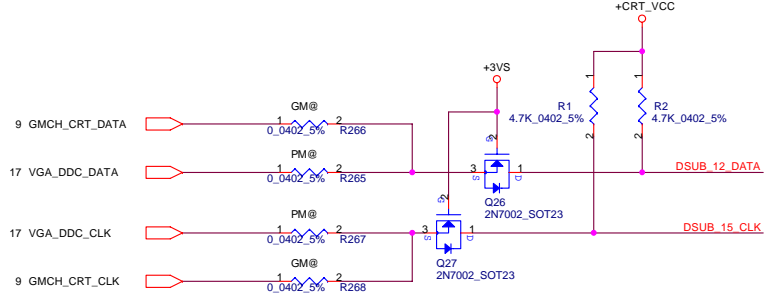 +CRT_VCC
+3VS
1
1
R1
4.7K_0402_5%
R2
4.7K_0402_5%
2
2
GM@
9 GMCH_CRT_DATA
1
2
0_0402_5%
R266
2
G
PM@
17 VGA_DDC_DATA
1
2
0_0402_5%
R265
3
S
1
D
DSUB_12_DATA
Q26
2N7002_SOT23
2
G
PM@
17 VGA_DDC_CLK
1
2
0_0402_5%
R267
3
S
1
D
DSUB_15_CLK
Q27
2N7002_SOT23
GM@
9 GMCH_CRT_CLK
1
2
0_0402_5%
R268